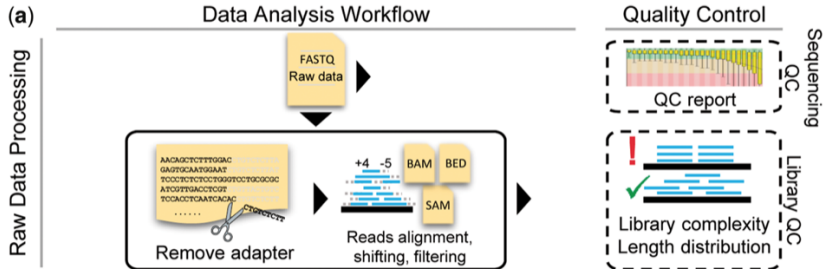 (a)
Data Analysis Workflow
Quality Control
Raw Data Processing
FASTQ
Raw data
QC report
Sequencing
QC
AACAGCTCTTTGGAC
GAGTGCAATGGAAT
TCCCTCTCTCCTGGGTCCTGCGCGC
ATCGTTGACCTCGT
TCCACCTCAATCACAC
......
CTGTCTCTT
Remove adapter
+4 -5
BAM
BED
SAM
Reads alignment,
shifting, filtering
!
Library complexity
Length distribution
Library QC